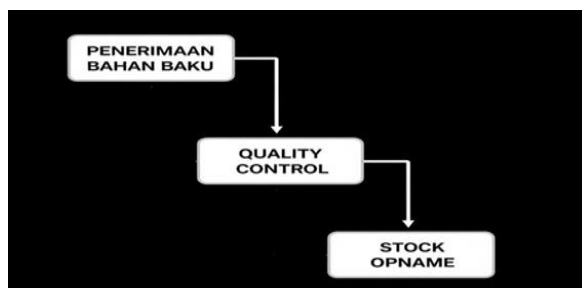 PENERIMAAN
BAHAN BAKU
QUALITY
CONTROL
STOCK
OPNAME